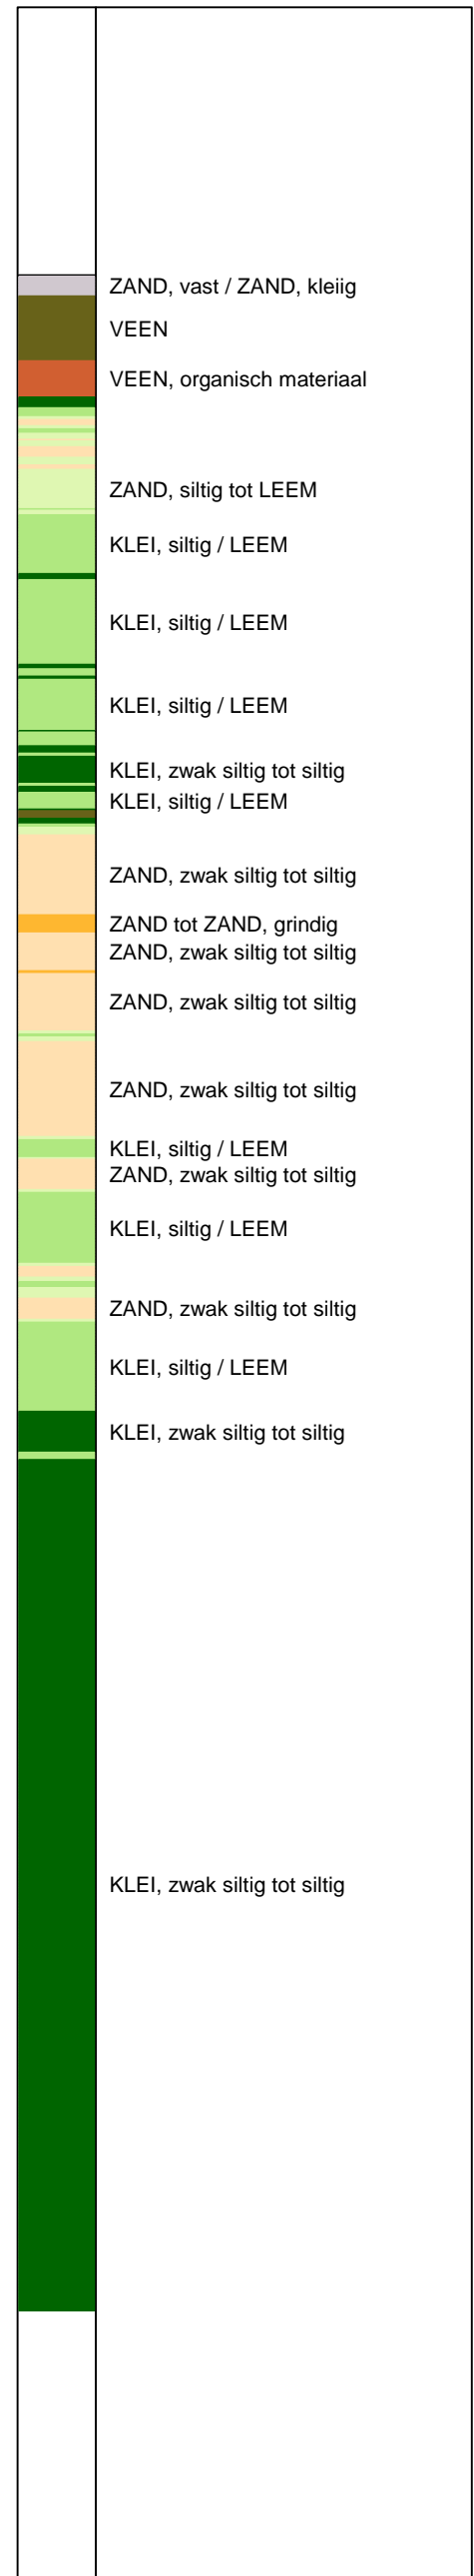 ZAND, vast / ZAND, kleiig
VEEN
VEEN, organisch materiaal
ZAND, siltig tot LEEM
KLEI, siltig / LEEM
KLEI, siltig / LEEM
KLEI, siltig / LEEM
KLEI, zwak siltig tot siltig
KLEI, siltig / LEEM
ZAND, zwak siltig tot siltig
ZAND tot ZAND, grindig
ZAND, zwak siltig tot siltig
ZAND, zwak siltig tot siltig
ZAND, zwak siltig tot siltig
KLEI, siltig / LEEM
ZAND, zwak siltig tot siltig
KLEI, siltig / LEEM
ZAND, zwak siltig tot siltig
KLEI, siltig / LEEM
KLEI, zwak siltig tot siltig
KLEI, zwak siltig tot siltig